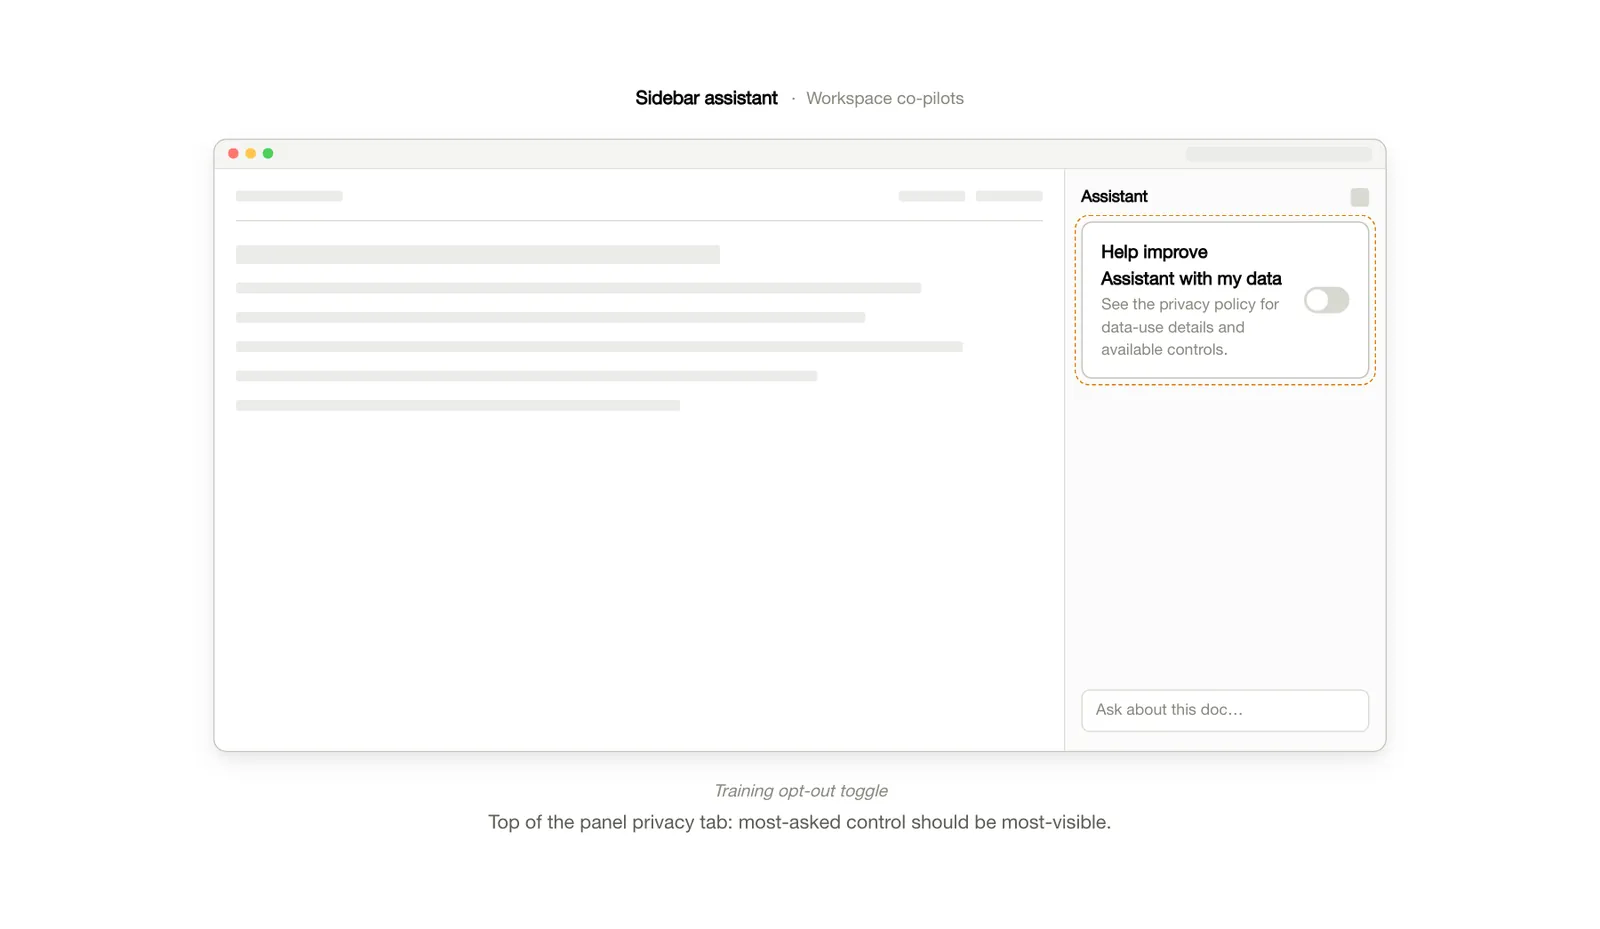 Sidebar assistant · Workspace co-pilots
Assistant
Help improve
Assistant with my data
See the privacy policy for
data-use details and
available controls.
Ask about this doc…
Training opt-out toggle
Top of the panel privacy tab: most-asked control should be most-visible.